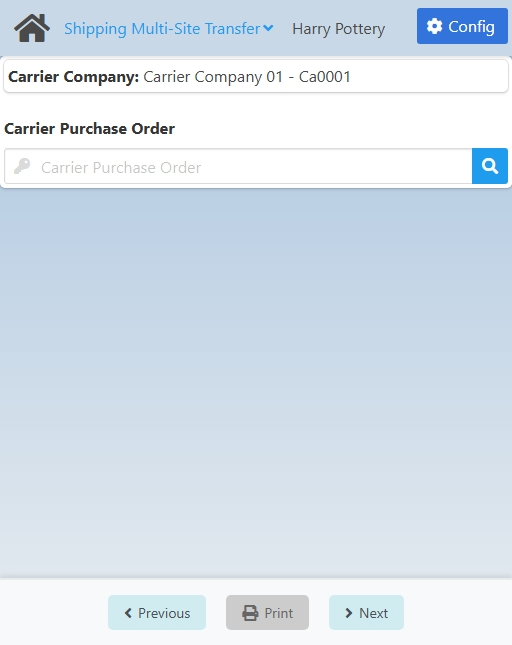 Shipping Multi-Site Transfer Harry Pottery Config
Carrier Company: Carrier Company 01 - Ca0001
Carrier Purchase Order
Carrier Purchase Order
Previous Print Next